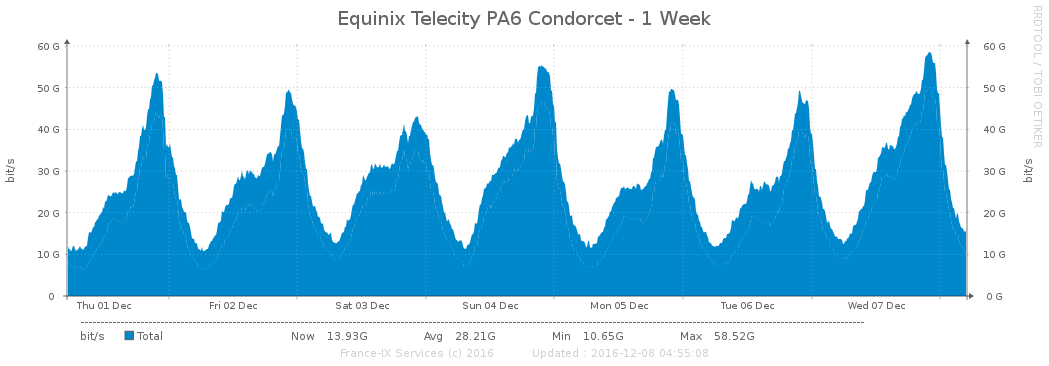 Equinix Telecity PA6 Condorcet - 1 Week
RRDTOOL / TOBI OETIKER
bit/s
60 G 60 G
50 G 50 G
40 G 40 G
30 G 30 G
20 G 20 G
10 G 10 G
0 0 G
bit/s
Thu 01 Dec Fri 02 Dec Sat 03 Dec Sun 04 Dec Mon 05 Dec Tue 06 Dec Wed 07 Dec
bit/s Total Now 13.93G Avg 28.21G Min 10.65G Max 58.52G
France-IX Services (c) 2016 Updated : 2016-12-08 04:55:08